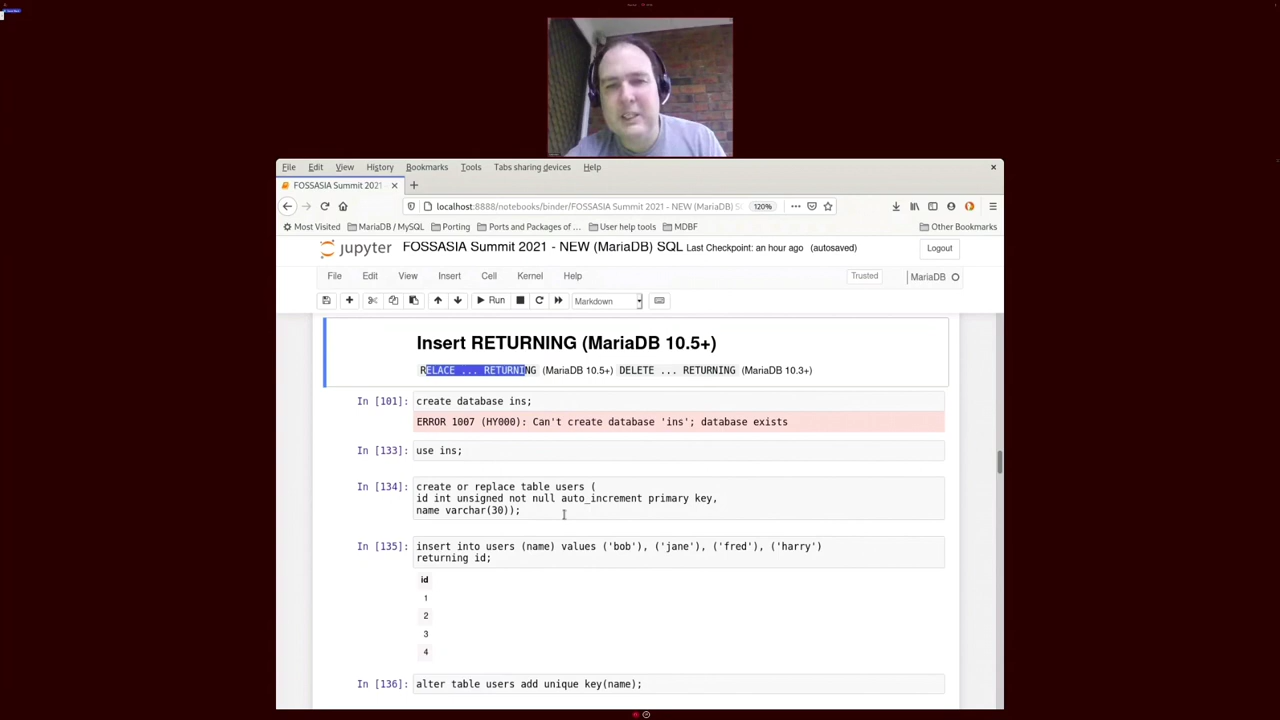 File Edit View History Bookmarks Tools Tabs sharing devices Help
FOSSASIA Summit 2021 -
localhost:8888/notebooks/binder/FOSSASIA Summit 2021 - NEW (MariaDB) S 120%
Most Visited MariaDB / MySQL Porting Ports and Packages of ... User help tools MDBF Other Bookmarks
jupyter FOSSASIA Summit 2021 - NEW (MariaDB) SQL Last Checkpoint: an hour ago (autosaved) Logout
File Edit View Insert Cell Kernel Help Trusted MariaDB
Run Markdown
Insert RETURNING (MariaDB 10.5+)
RELACE ... RETURNING (MariaDB 10.5+) DELETE ... RETURNING (MariaDB 10.3+)
In [101]: create database ins;
ERROR 1007 (HY000): Can't create database 'ins'; database exists
In [133]: use ins;
In [134]: create or replace table users (
id int unsigned not null auto_increment primary key,
name varchar(30));
In [135]: insert into users (name) values ('bob'), ('jane'), ('fred'), ('harry')
returning id;
id
1
2
3
4
In [136]: alter table users add unique key(name);